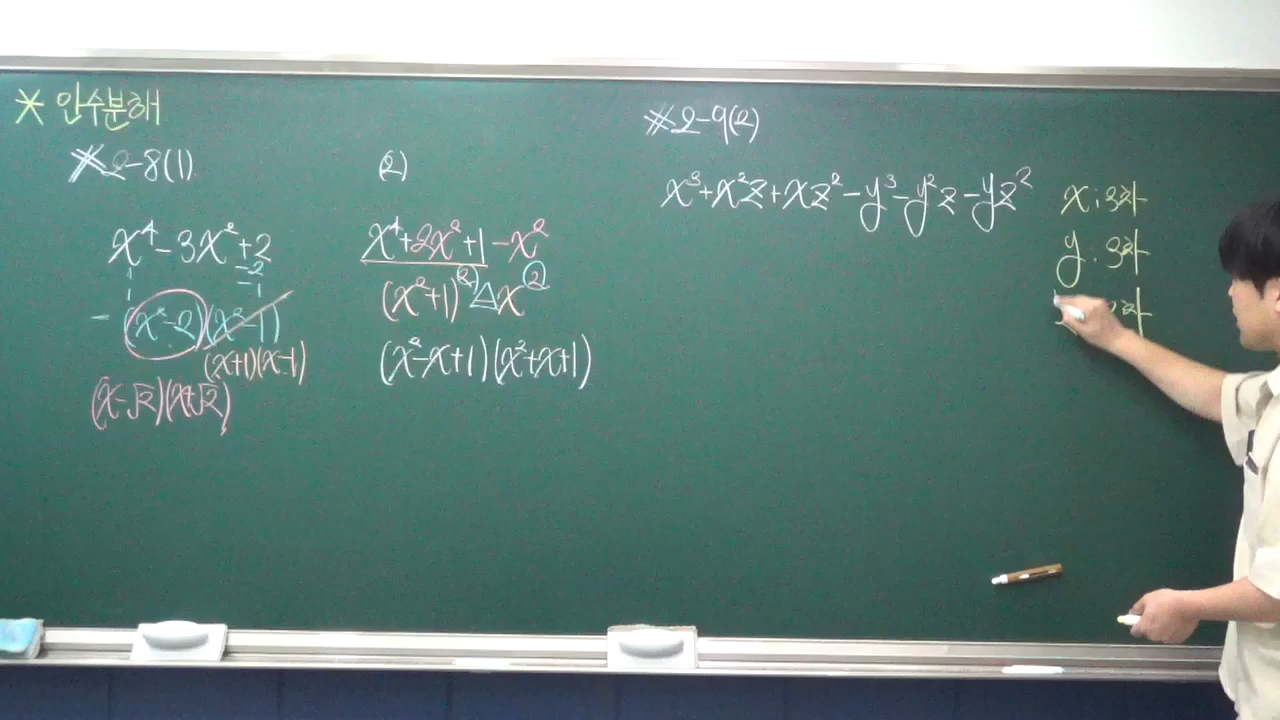 * 인수분해
※2-8(1)
x⁴-3x²+2
-2
-1
(x²-2)(x²-1)
(x+1)(x-1)
(x-√2)(x+√2)
(2)
x⁴+2x²+1-x²
(x²+1)²-x²
(x²-x+1)(x²+x+1)
※2-9(2)
x³+x²z+xz²-y³-y²z-yz²
x:3차
y:3차
2차